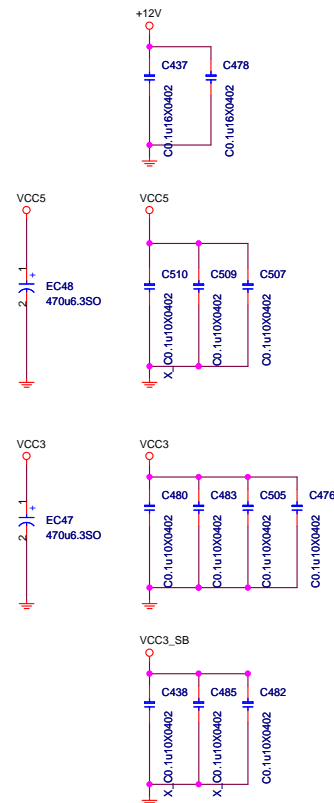 +12V
C437
C478
C0.1u16X0402
C0.1u16X0402
VCC5
VCC5
1
+
EC48
470u6.3SO
2
C510
C509
C507
X_C0.1u10X0402
C0.1u10X0402
C0.1u10X0402
VCC3
VCC3
1
+
EC47
470u6.3SO
2
C480
C483
C505
C476
C0.1u10X0402
C0.1u10X0402
C0.1u10X0402
C0.1u10X0402
VCC3_SB
C438
C485
C482
X_C0.1u10X0402
X_C0.1u10X0402
C0.1u10X0402